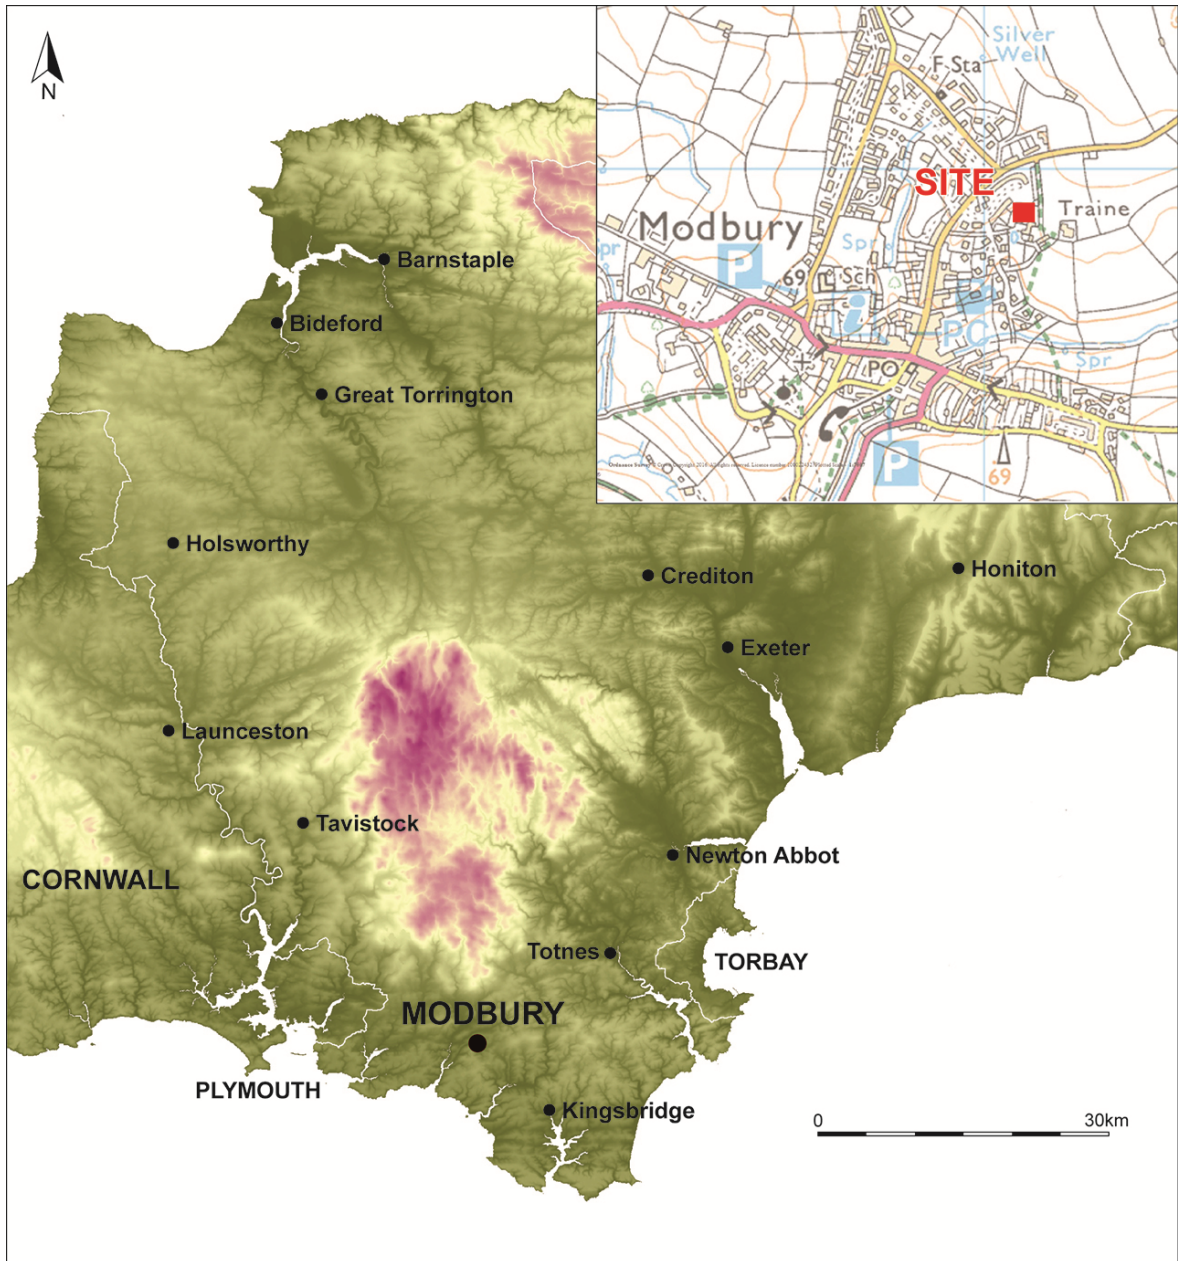 N
Silver
Well
F Sta
SITE
Modbury
Traine
Spr
Spr
P
69
Sch
i
PC
Spr
PO
P
69
Barnstaple
Bideford
Great Torrington
Holsworthy
Crediton
Honiton
Exeter
Launceston
Tavistock
Newton Abbot
CORNWALL
Totnes
TORBAY
MODBURY
PLYMOUTH
Kingsbridge
0 30km